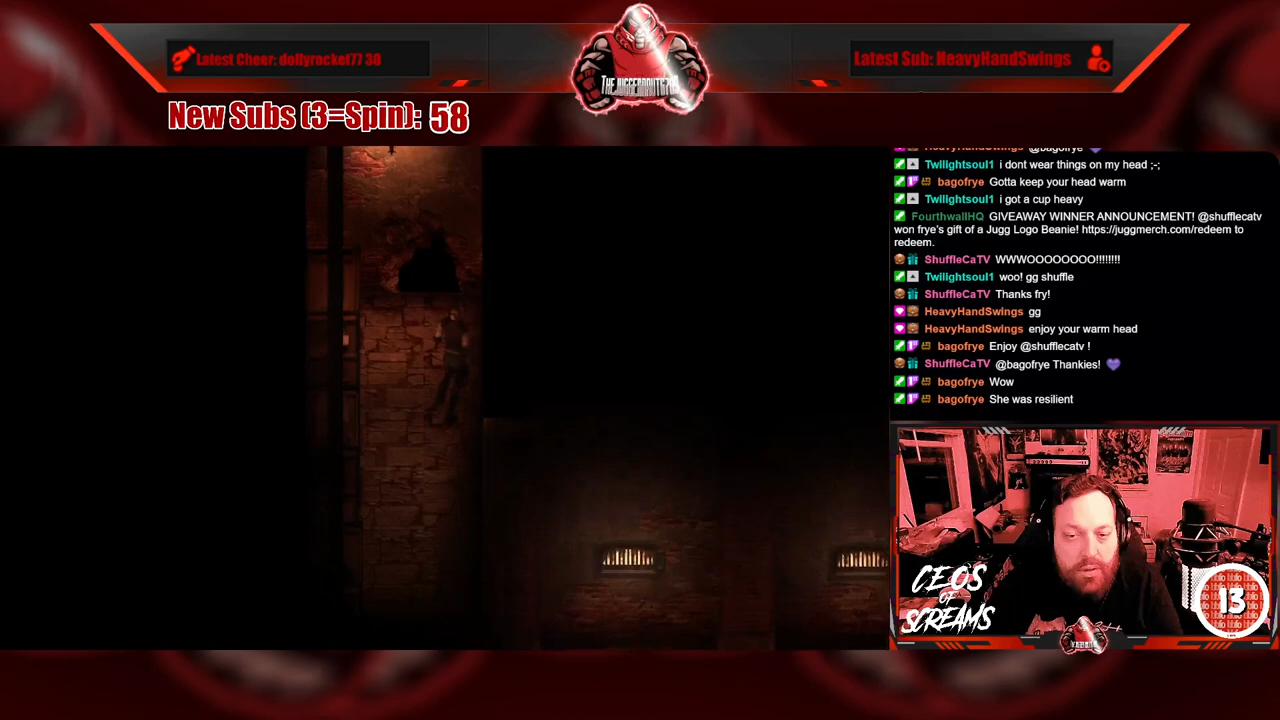 Latest Cheer: dollyrocket77 30
THEJUGGERNAUT6789
Latest Sub: HeavyHandSwings
New Subs (3=Spin): 58
HeavyHandSwings @bagofrye
Twilightsoul1 i dont wear things on my head ;-;
bagofrye Gotta keep your head warm
Twilightsoul1 i got a cup heavy
FourthwallHQ GIVEAWAY WINNER ANNOUNCEMENT! @shufflecatv
won frye's gift of a Jugg Logo Beanie! https://juggmerch.com/redeem to
redeem.
ShuffleCaTV WWWOOOOOOOO!!!!!!!!
Twilightsoul1 woo! gg shuffle
ShuffleCaTV Thanks fry!
HeavyHandSwings gg
HeavyHandSwings enjoy your warm head
bagofrye Enjoy @shufflecatv !
ShuffleCaTV @bagofrye Thankies!
bagofrye Wow
bagofrye She was resilient
CEOS
OF
SCREAMS
13